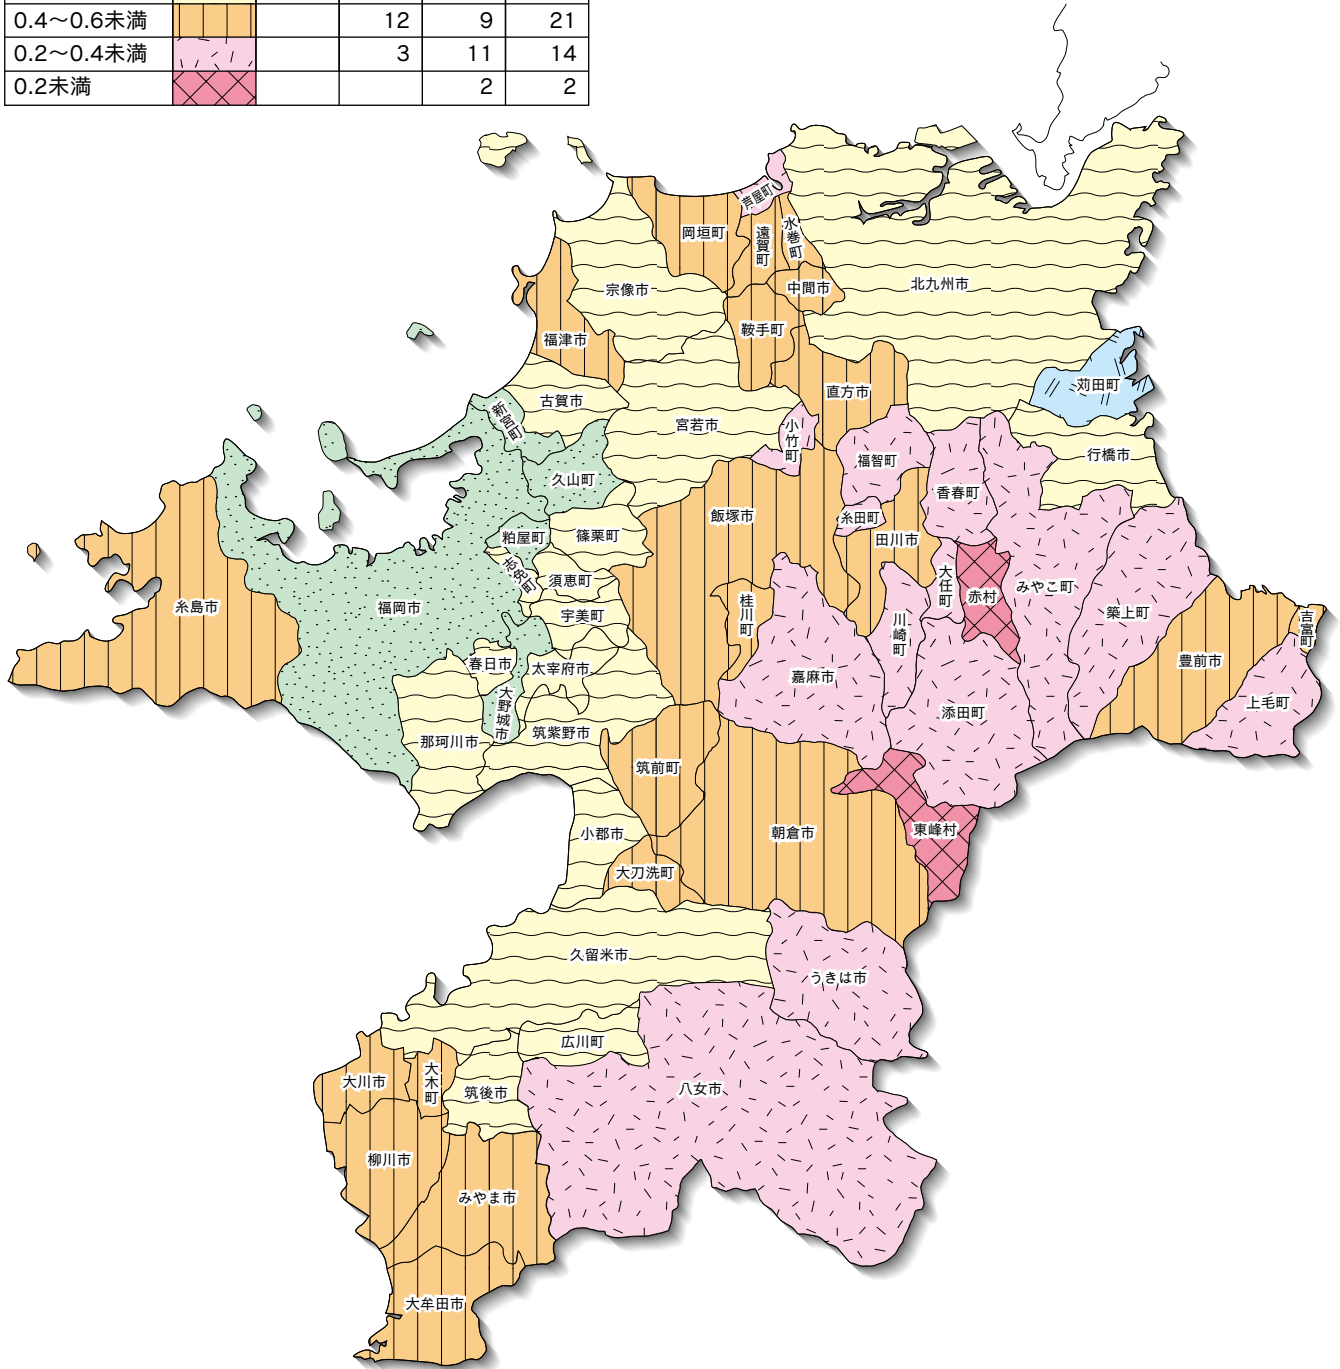 0.4～0.6未満 12 9 21
0.2～0.4未満 3 11 14
0.2未満 2 2
芦屋町
岡垣町
遠賀町
水巻町
中間市
北九州市
宗像市
鞍手町
福津市
苅田町
直方市
古賀市
新宮町
宮若市
小竹町
行橋市
福智町
久山町
香春町
飯塚市
糸田町
粕屋町
篠栗町
田川市
志免町
須恵町
大任町
みやこ町
赤村
糸島市
福岡市
宇美町
桂川町
築上町
川崎町
吉富町
春日市
太宰府市
豊前市
嘉麻市
大野城市
上毛町
添田町
那珂川市
筑紫野市
筑前町
小郡市
朝倉市
東峰村
大刀洗町
久留米市
うきは市
広川町
大川市
大木町
筑後市
八女市
柳川市
みやま市
大牟田市